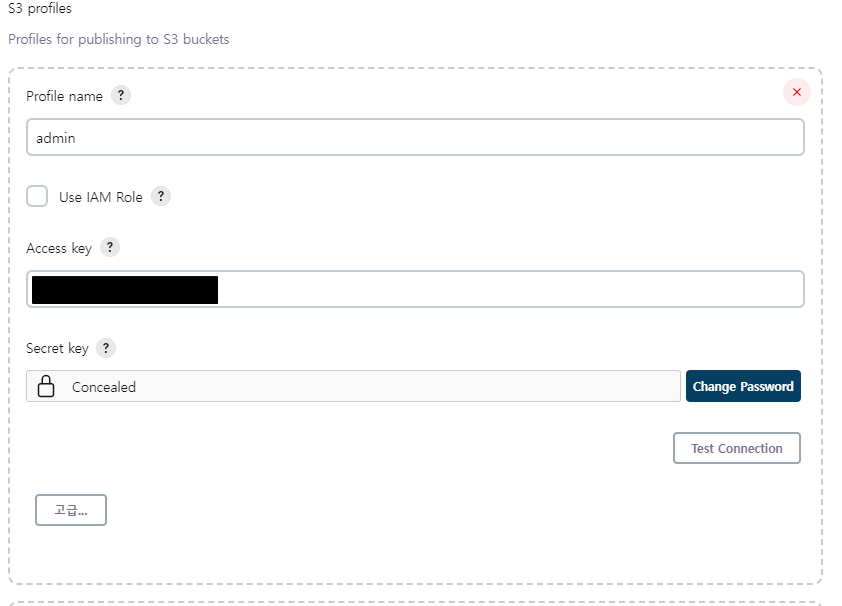 S3 profiles
Profiles for publishing to S3 buckets
Profile name ?
admin
Use IAM Role ?
Access key ?
Secret key ?
Concealed
Change Password
Test Connection
고급...